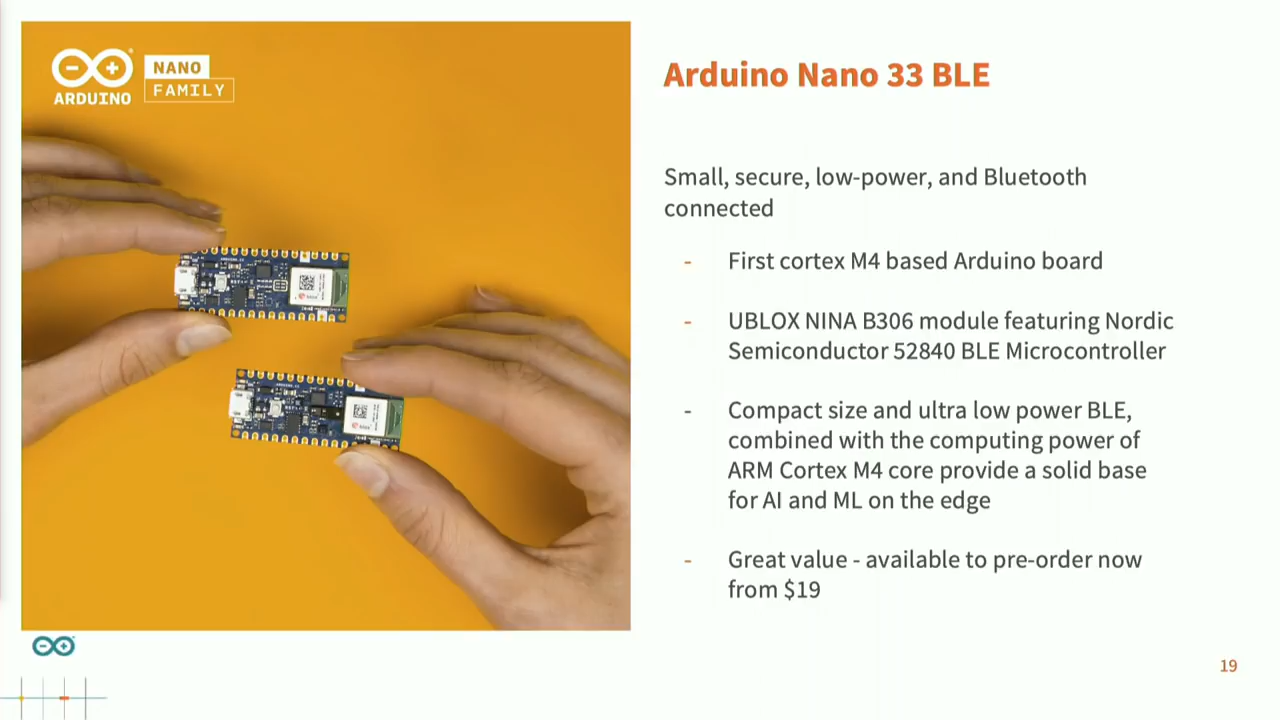 ARDUINO
NANO
FAMILY
Arduino Nano 33 BLE
Small, secure, low-power, and Bluetooth
connected
- First cortex M4 based Arduino board
- UBLOX NINA B306 module featuring Nordic
Semiconductor 52840 BLE Microcontroller
- Compact size and ultra low power BLE,
combined with the computing power of
ARM Cortex M4 core provide a solid base
for AI and ML on the edge
- Great value - available to pre-order now
from $19
19